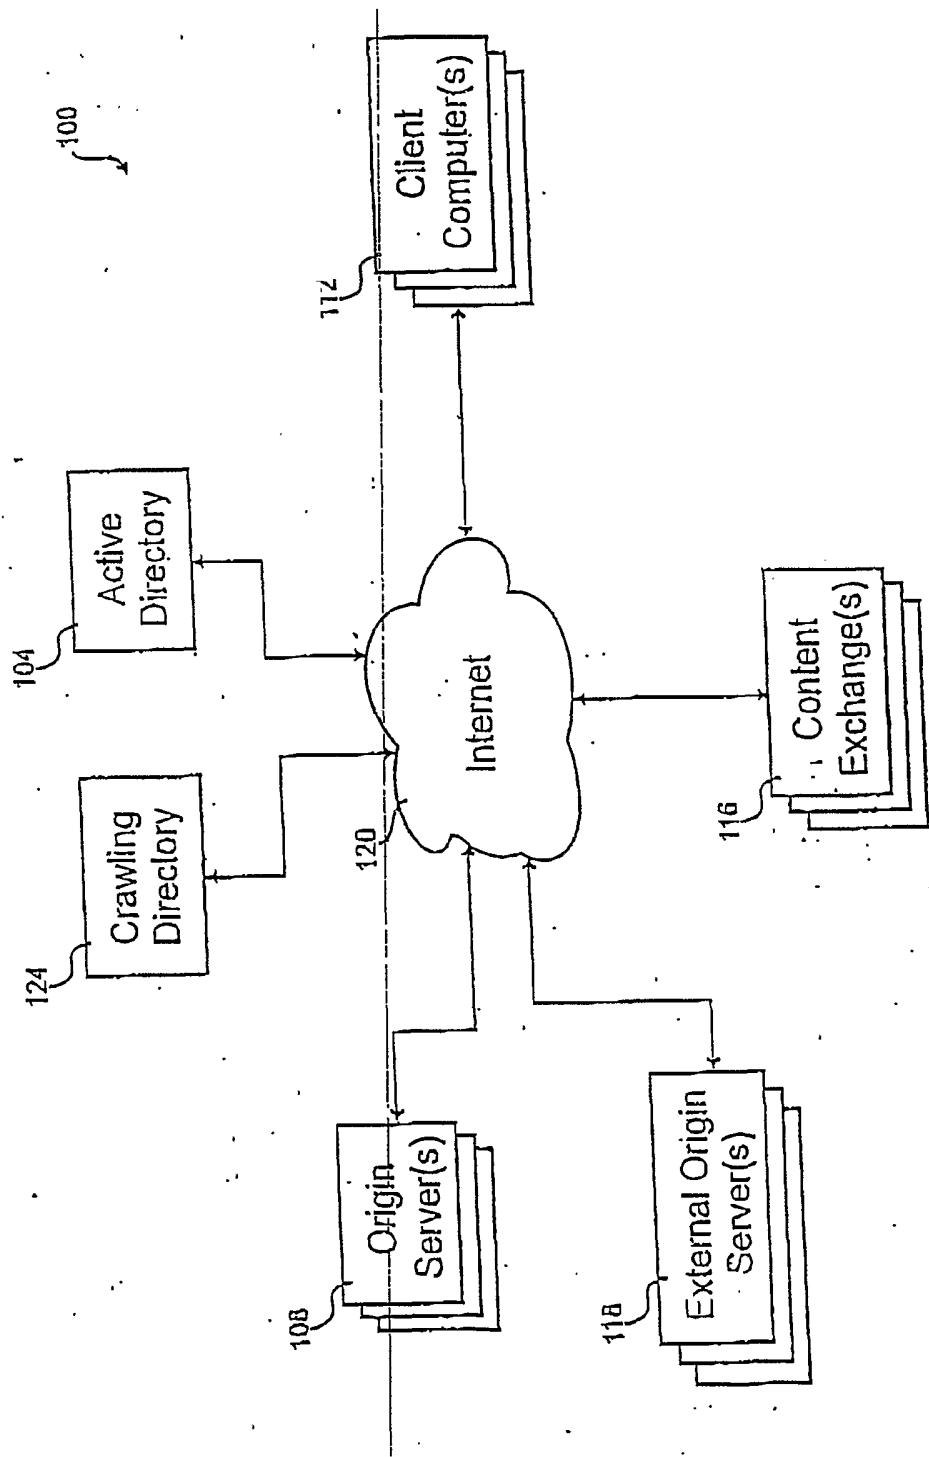 100
124
Crawling
Directory
104
Active
Directory
112
Client
Computer(s)
108
Origin
Server(s)
120
Internet
118
External Origin
Server(s)
116
Content
Exchange(s)